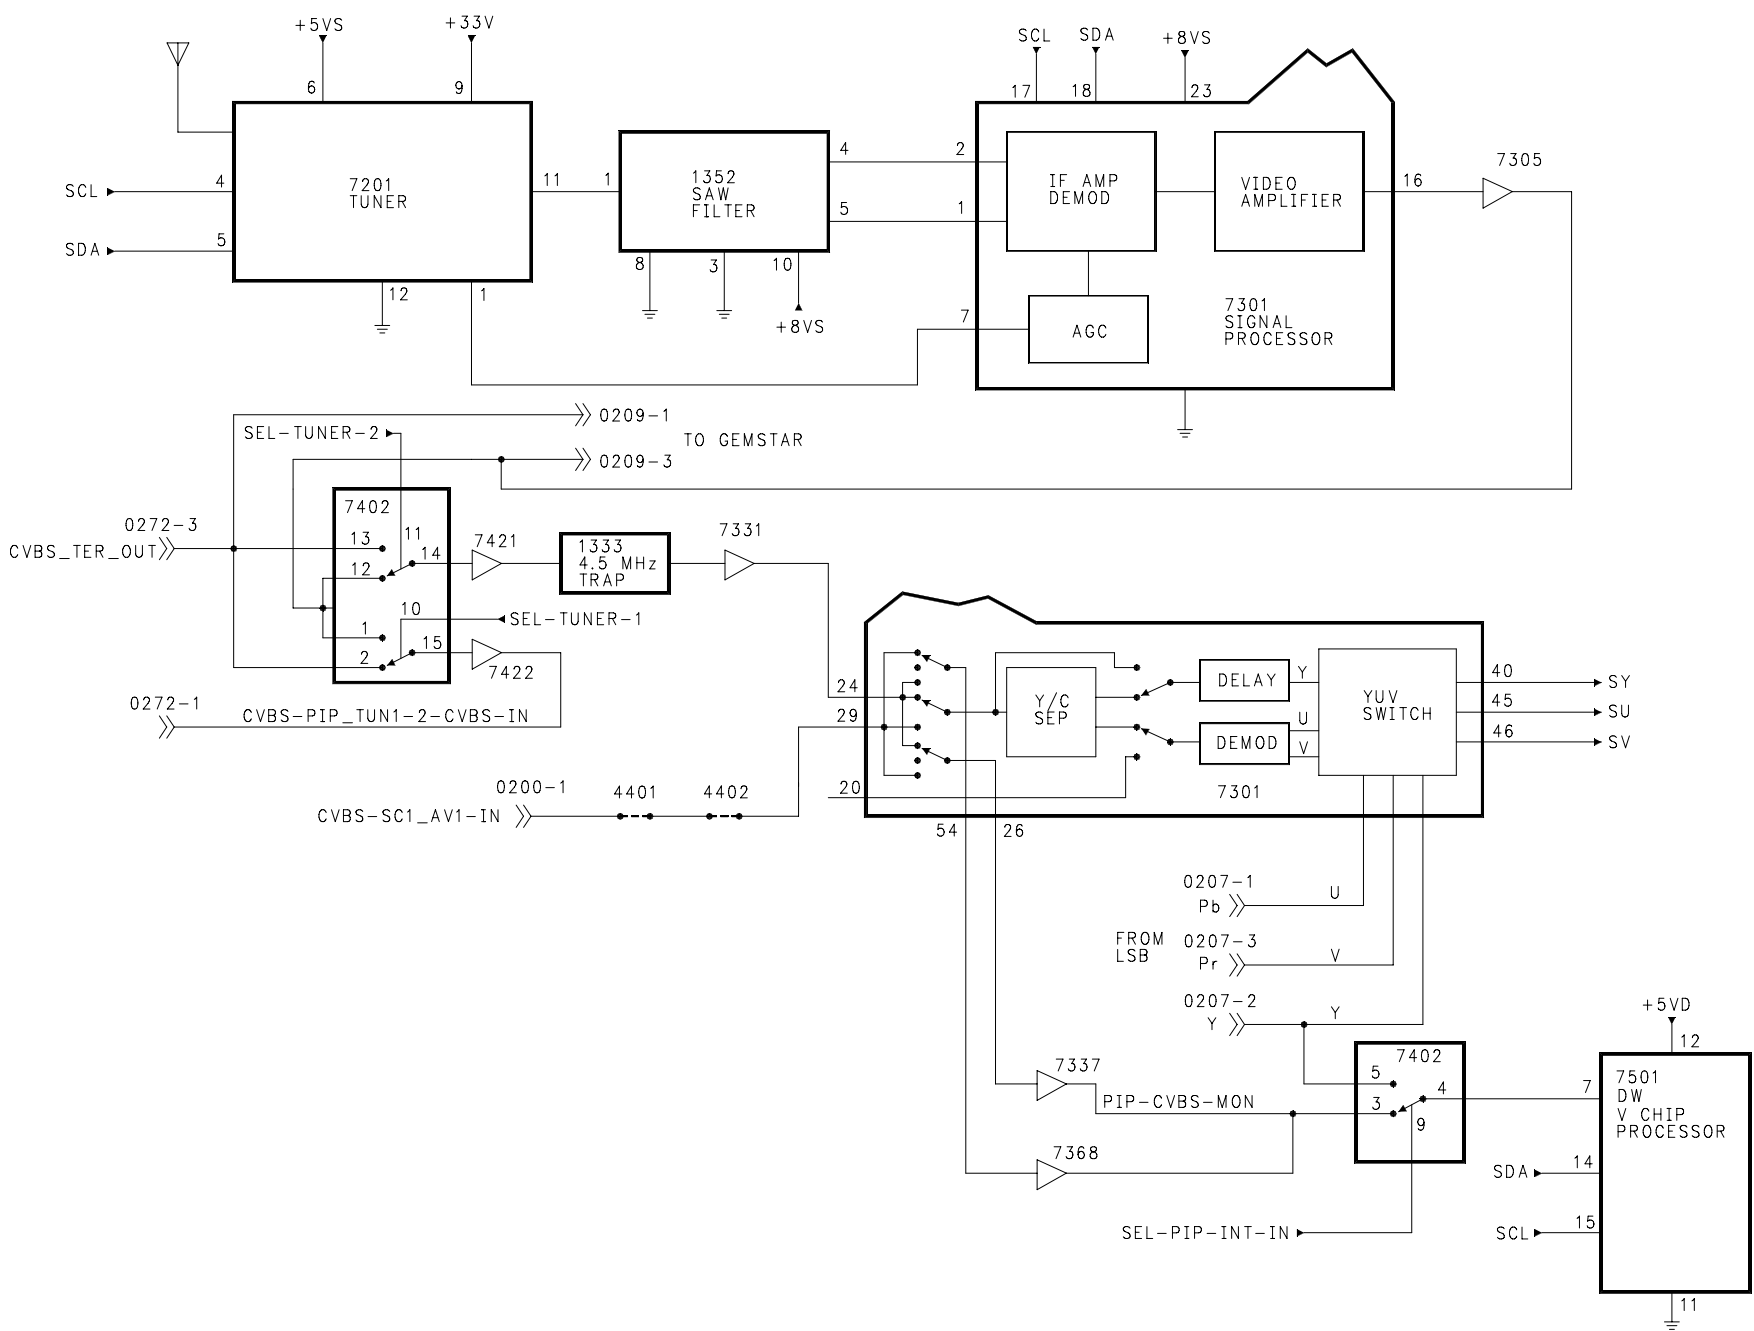 +5VS
+33V
6
9
SCL
4
SDA
5
7201
TUNER
11
12
1
1
1352
SAW
FILTER
4
5
8
3
10
+8VS
SCL
SDA
+8VS
17
18
23
2
1
7
IF AMP
DEMOD
VIDEO
AMPLIFIER
AGC
7301
SIGNAL
PROCESSOR
16
7305
0209-1
SEL-TUNER-2
TO GEMSTAR
0209-3
0272-3
CVBS_TER_OUT
7402
13
11
14
12
10
1
15
2
7421
SEL-TUNER-1
7422
1333
4.5 MHz
TRAP
7331
0272-1
CVBS-PIP_TUN1-2-CVBS-IN
0200-1
CVBS-SC1_AV1-IN
4401
4402
24
29
20
Y/C
SEP
DELAY
Y
DEMOD
U
V
YUV
SWITCH
7301
40
SY
45
SU
46
SV
54
26
0207-1
Pb
U
FROM
LSB
0207-3
Pr
V
0207-2
Y
Y
7337
PIP-CVBS-MON
7368
7402
5
4
3
9
SEL-PIP-INT-IN
+5VD
12
7
7501
DW
V CHIP
PROCESSOR
SDA
14
SCL
15
11